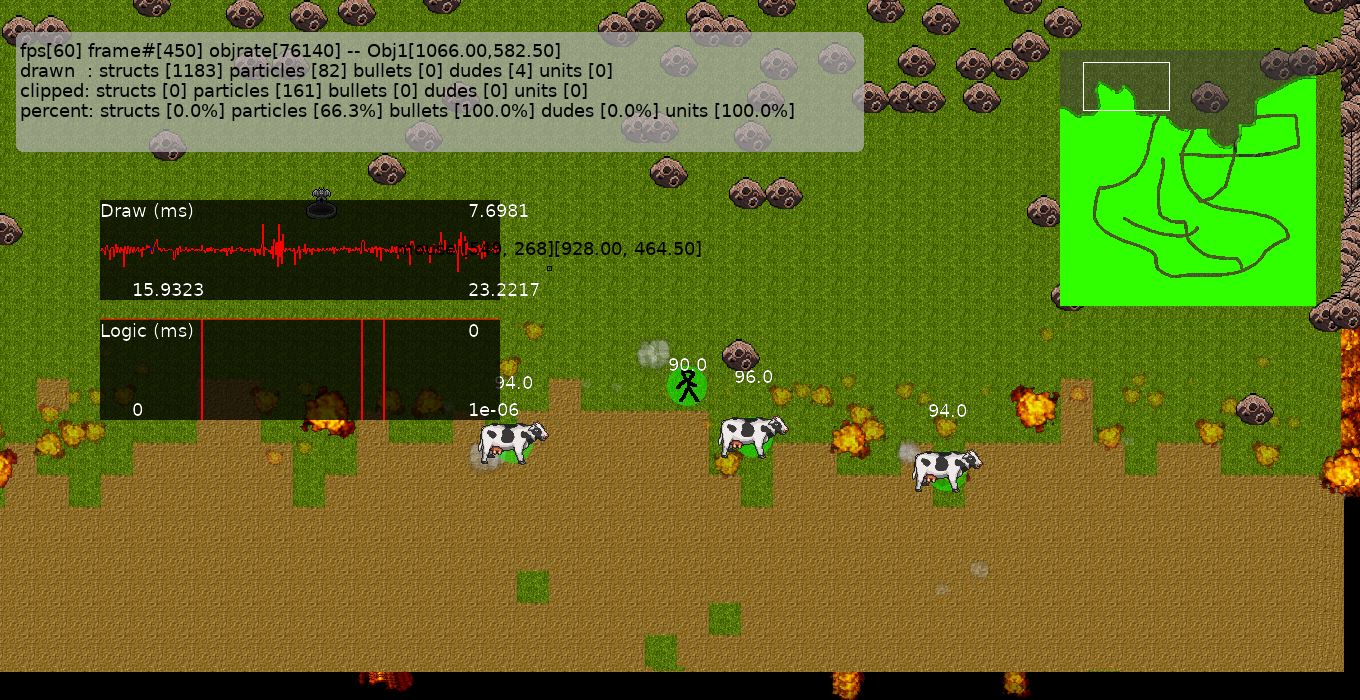 fps[60] frame#[450] objrate[76140] -- Obj1[1066.00,582.50]
drawn  : structs [1183] particles [82] bullets [0] dudes [4] units [0]
clipped: structs [0] particles [161] bullets [0] dudes [0] units [0]
percent: structs [0.0%] particles [66.3%] bullets [100.0%] dudes [0.0%] units [100.0%]
Draw (ms) 7.6981
mouse [549, 268][928.00, 464.50]
15.9323 23.2217
Logic (ms) 0
90.0
96.0
94.0
0 1e-06
94.0